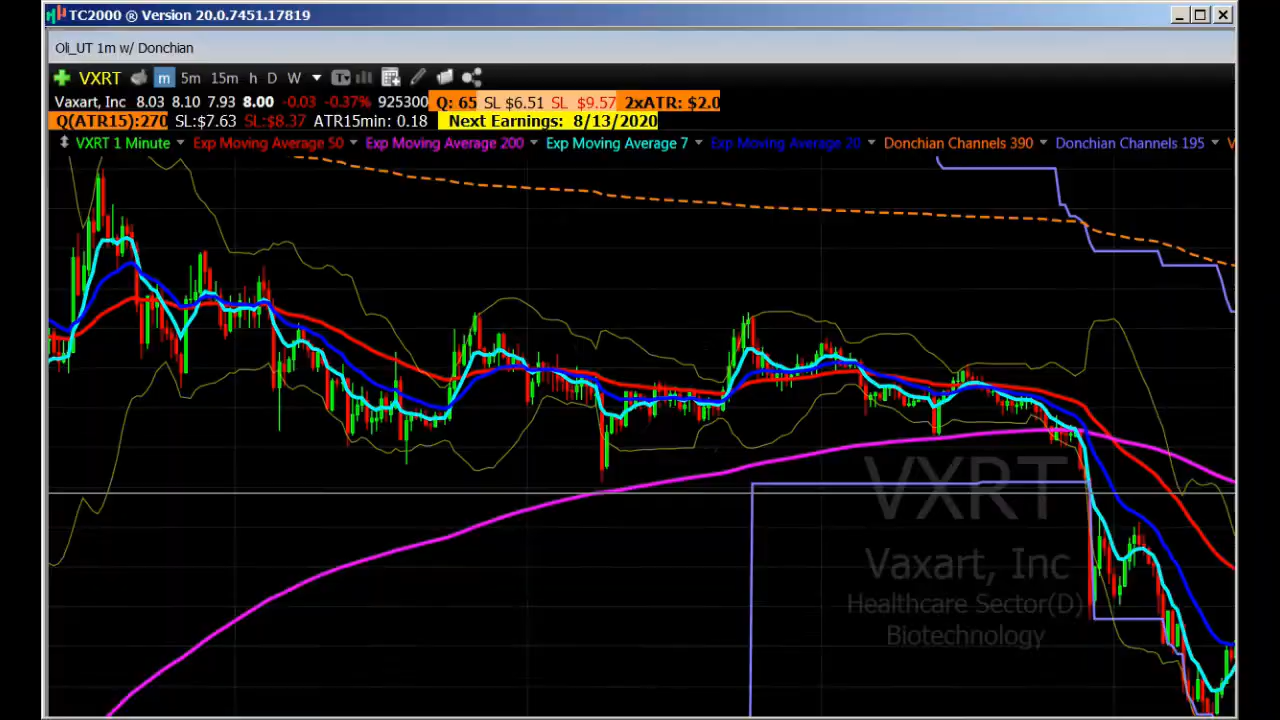 TC2000 ® Version 20.0.7451.17819
Oli_UT 1m w/ Donchian
VXRT m 5m 15m h D W
Vaxart, Inc 8.03 8.10 7.93 8.00 -0.03 -0.37% 925300 Q: 65 SL $6.51 SL $9.57 2xATR: $2.0
Q(ATR15):270 SL:$7.63 SL:$8.37 ATR15min: 0.18 Next Earnings: 8/13/2020
VXRT 1 Minute Exp Moving Average 50 Exp Moving Average 200 Exp Moving Average 7 Exp Moving Average 20 Donchian Channels 390 Donchian Channels 195
VXRT
Vaxart, Inc
Healthcare Sector(D)
Biotechnology